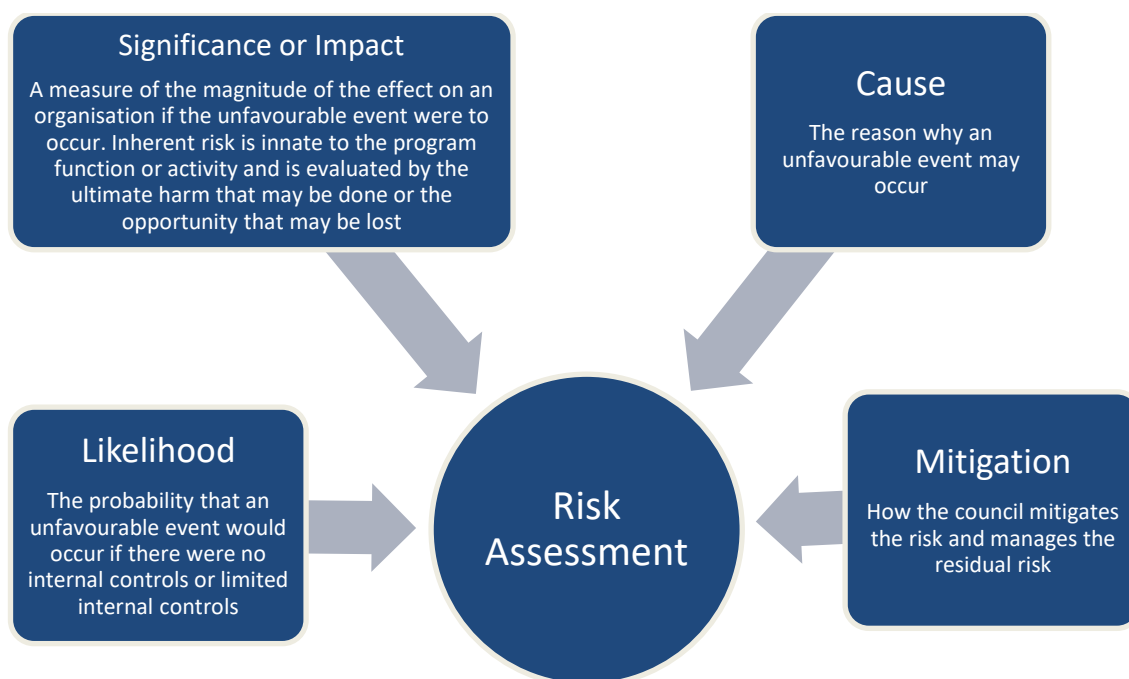 Significance or Impact
A measure of the magnitude of the effect on an
organisation if the unfavourable event were to
occur. Inherent risk is innate to the program
function or activity and is evaluated by the
ultimate harm that may be done or the
opportunity that may be lost
Cause
The reason why an
unfavourable event may
occur
Likelihood
The probability that an
unfavourable event would
occur if there were no
internal controls or limited
internal controls
Risk
Assessment
Mitigation
How the council mitigates
the risk and manages the
residual risk